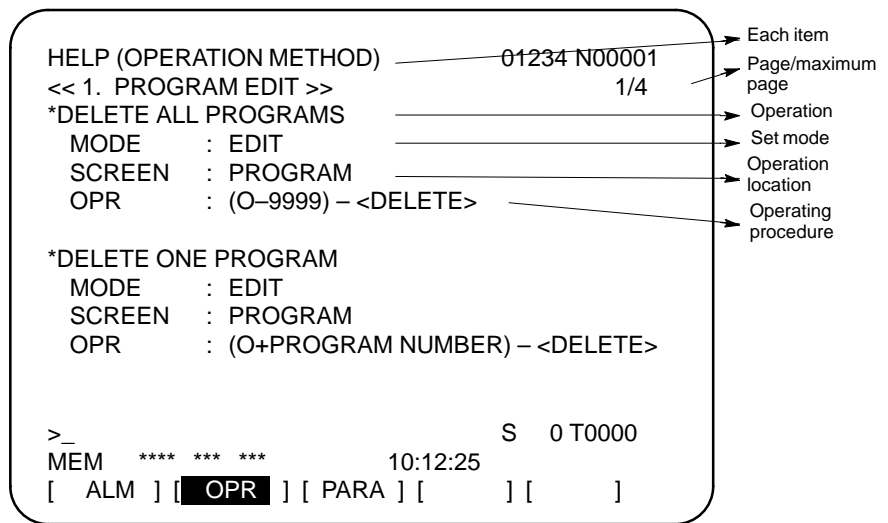 HELP (OPERATION METHOD) 01234 N00001
<< 1. PROGRAM EDIT >> 1/4
*DELETE ALL PROGRAMS
MODE : EDIT
SCREEN : PROGRAM
OPR : (O–9999) – <DELETE>
*DELETE ONE PROGRAM
MODE : EDIT
SCREEN : PROGRAM
OPR : (O+PROGRAM NUMBER) – <DELETE>
>_ S 0 T0000
MEM **** *** *** 10:12:25
[ ALM ] [ OPR ] [ PARA ] [ ] [ ]
Each item
Page/maximum
page
Operation
Set mode
Operation
location
Operating
procedure